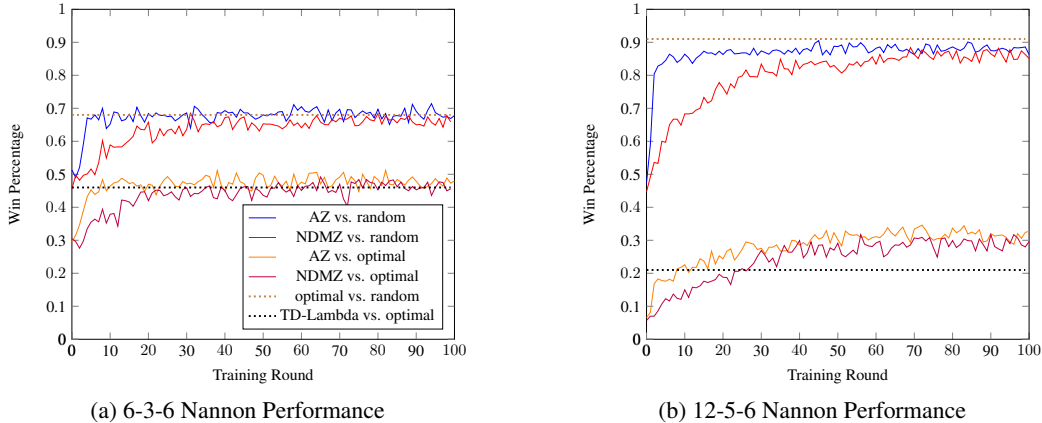 1
0.9
0.8
0.7
0.6
0.5
0.4
0.3
0.2
0.1
0
Win Percentage
0 10 20 30 40 50 60 70 80 90 100
Training Round
AZ vs. random
NDMZ vs. random
AZ vs. optimal
NDMZ vs. optimal
optimal vs. random
TD-Lambda vs. optimal
(a) 6-3-6 Nannon Performance
1
0.9
0.8
0.7
0.6
0.5
0.4
0.3
0.2
0.1
0
Win Percentage
0 10 20 30 40 50 60 70 80 90 100
Training Round
(b) 12-5-6 Nannon Performance